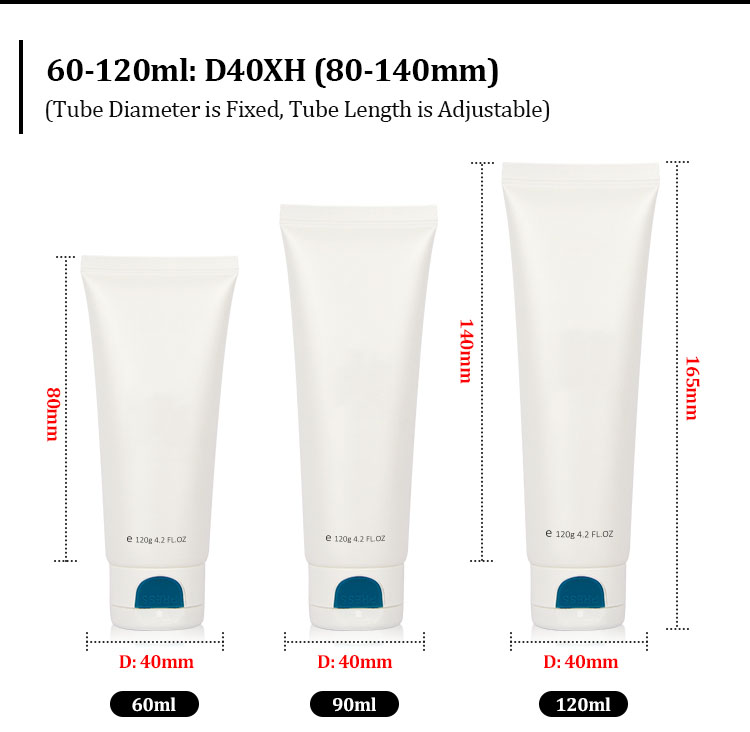 60-120ml: D40XH (80-140mm)
(Tube Diameter is Fixed, Tube Length is Adjustable)
80mm
140mm
165mm
e 120g 4.2 FL.OZ
e 120g 4.2 FL.OZ
e 120g 4.2 FL.OZ
D: 40mm
D: 40mm
D: 40mm
60ml
90ml
120ml